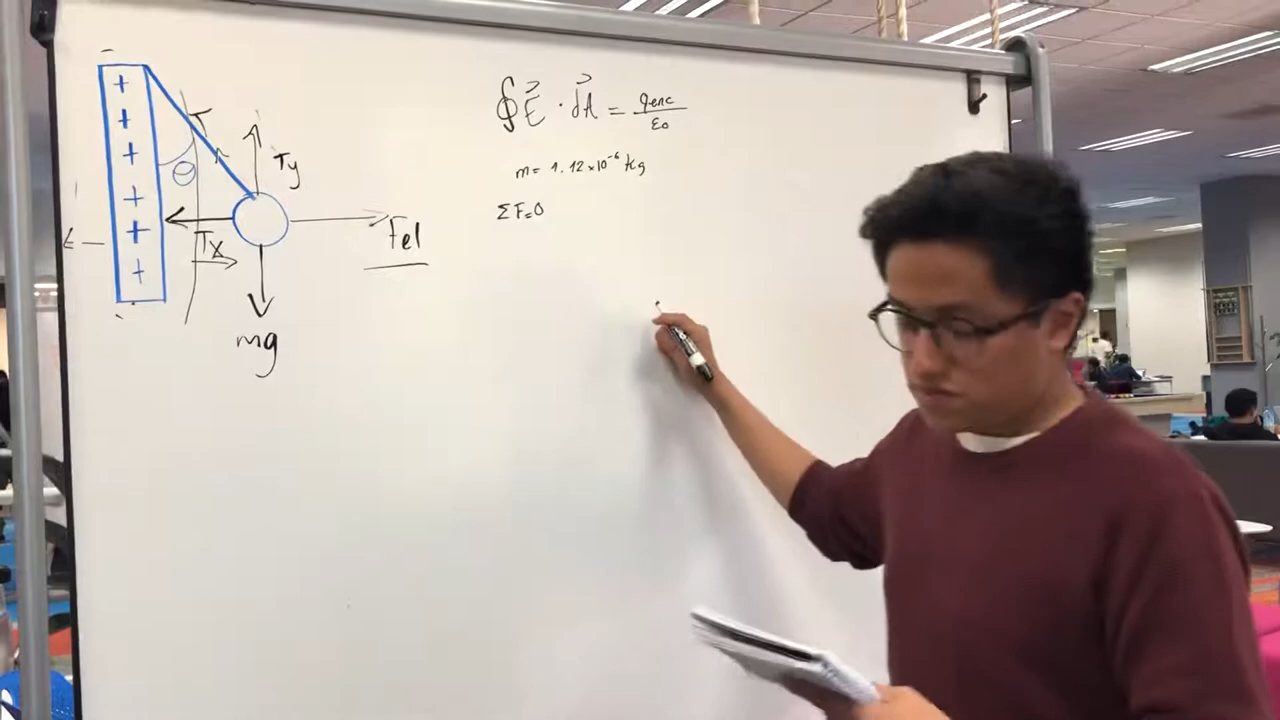 +
+
+
+
+
+
T
θ
Ty
Tx
Fel
mg
∮E⃗ · dA⃗ = qenc/ε0
m= 1.12×10⁻⁶ kg
ΣF=0